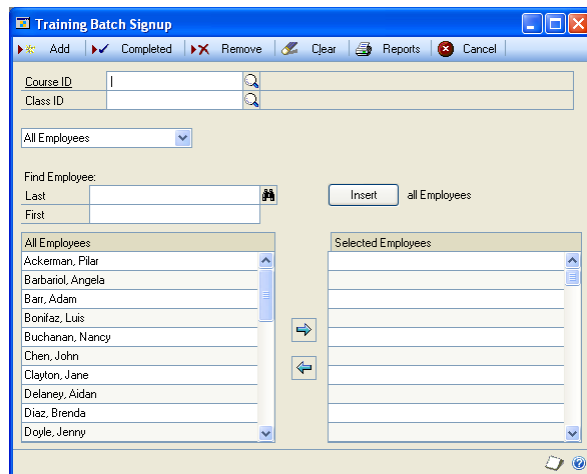 Training Batch Signup
Add Completed Remove Clear Reports Cancel
Course ID
Class ID
All Employees
Find Employee:
Last
Insert all Employees
First
All Employees Selected Employees
Ackerman, Pilar
Barbariol, Angela
Barr, Adam
Bonifaz, Luis
Buchanan, Nancy
Chen, John
Clayton, Jane
Delaney, Aidan
Diaz, Brenda
Doyle, Jenny